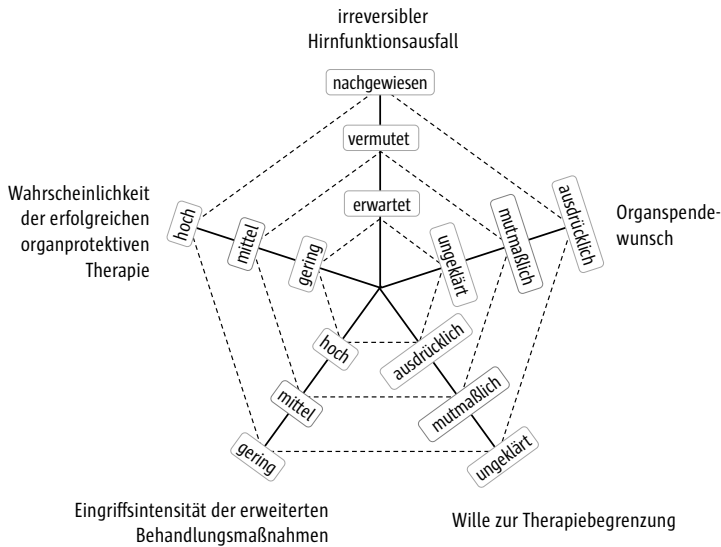 irreversibler
Hirnfunktionsausfall
nachgewiesen
vermutet
erwartet
Wahrscheinlichkeit
der erfolgreichen
organprotektiven
Therapie
hoch
mittel
gering
ungeklärt
mutmaßlich
ausdrücklich
Organspende-
wunsch
hoch
mittel
gering
ausdrücklich
mutmaßlich
ungeklärt
Eingriffsintensität der erweiterten
Behandlungsmaßnahmen
Wille zur Therapiebegrenzung